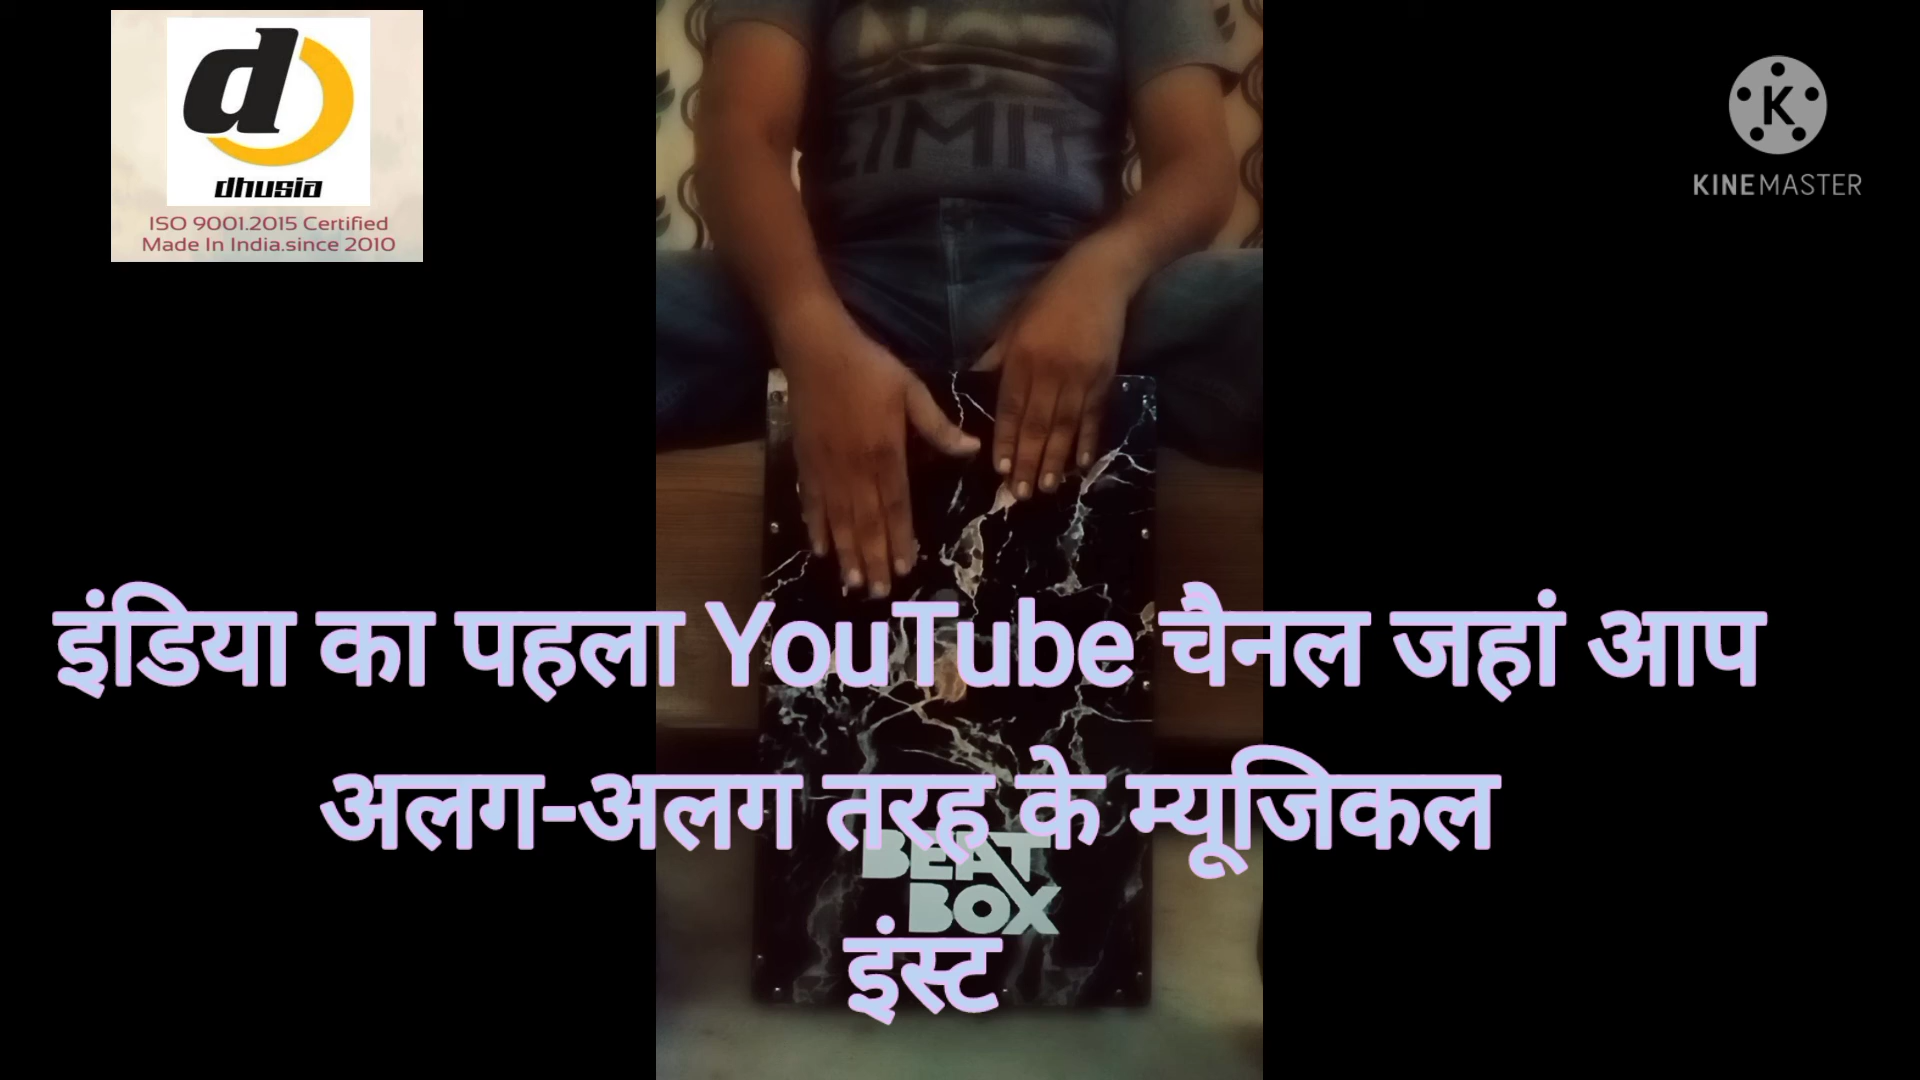 d
dhusia
ISO 9001.2015 Certified
Made In India.since 2010
K
KINEMASTER
LIMITS
इंडिया का पहला YouTube चैनल जहां आप
अलग-अलग तरह के म्यूजिकल
इंस्ट
BEAT
BOX